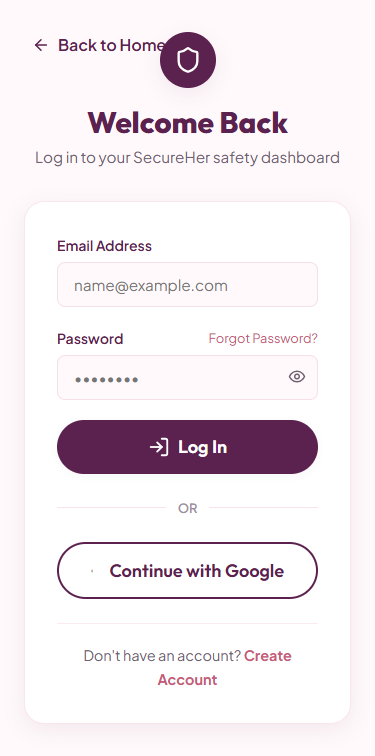 Back to Home
Welcome Back
Log in to your SecureHer safety dashboard
Email Address
name@example.com
Password Forgot Password?
••••••••
Log In
OR
Continue with Google
Don't have an account? Create
Account